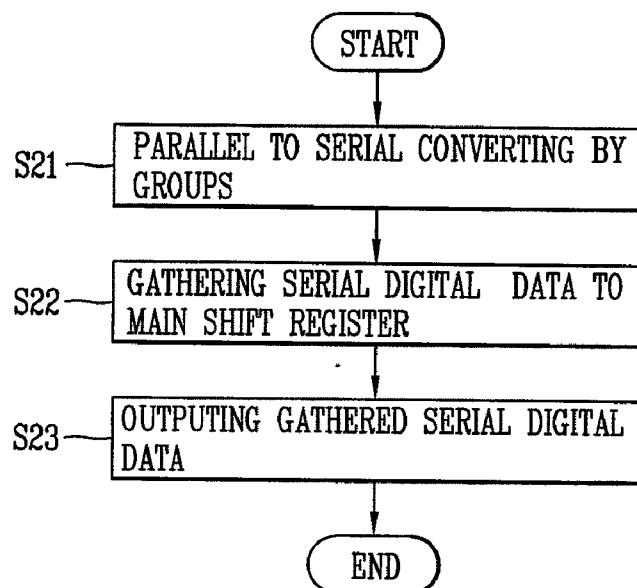 START
S21
PARALLEL TO SERIAL CONVERTING BY
GROUPS
S22
GATHERING SERIAL DIGITAL DATA TO
MAIN SHIFT REGISTER
S23
OUTPUTING GATHERED SERIAL DIGITAL
DATA
END